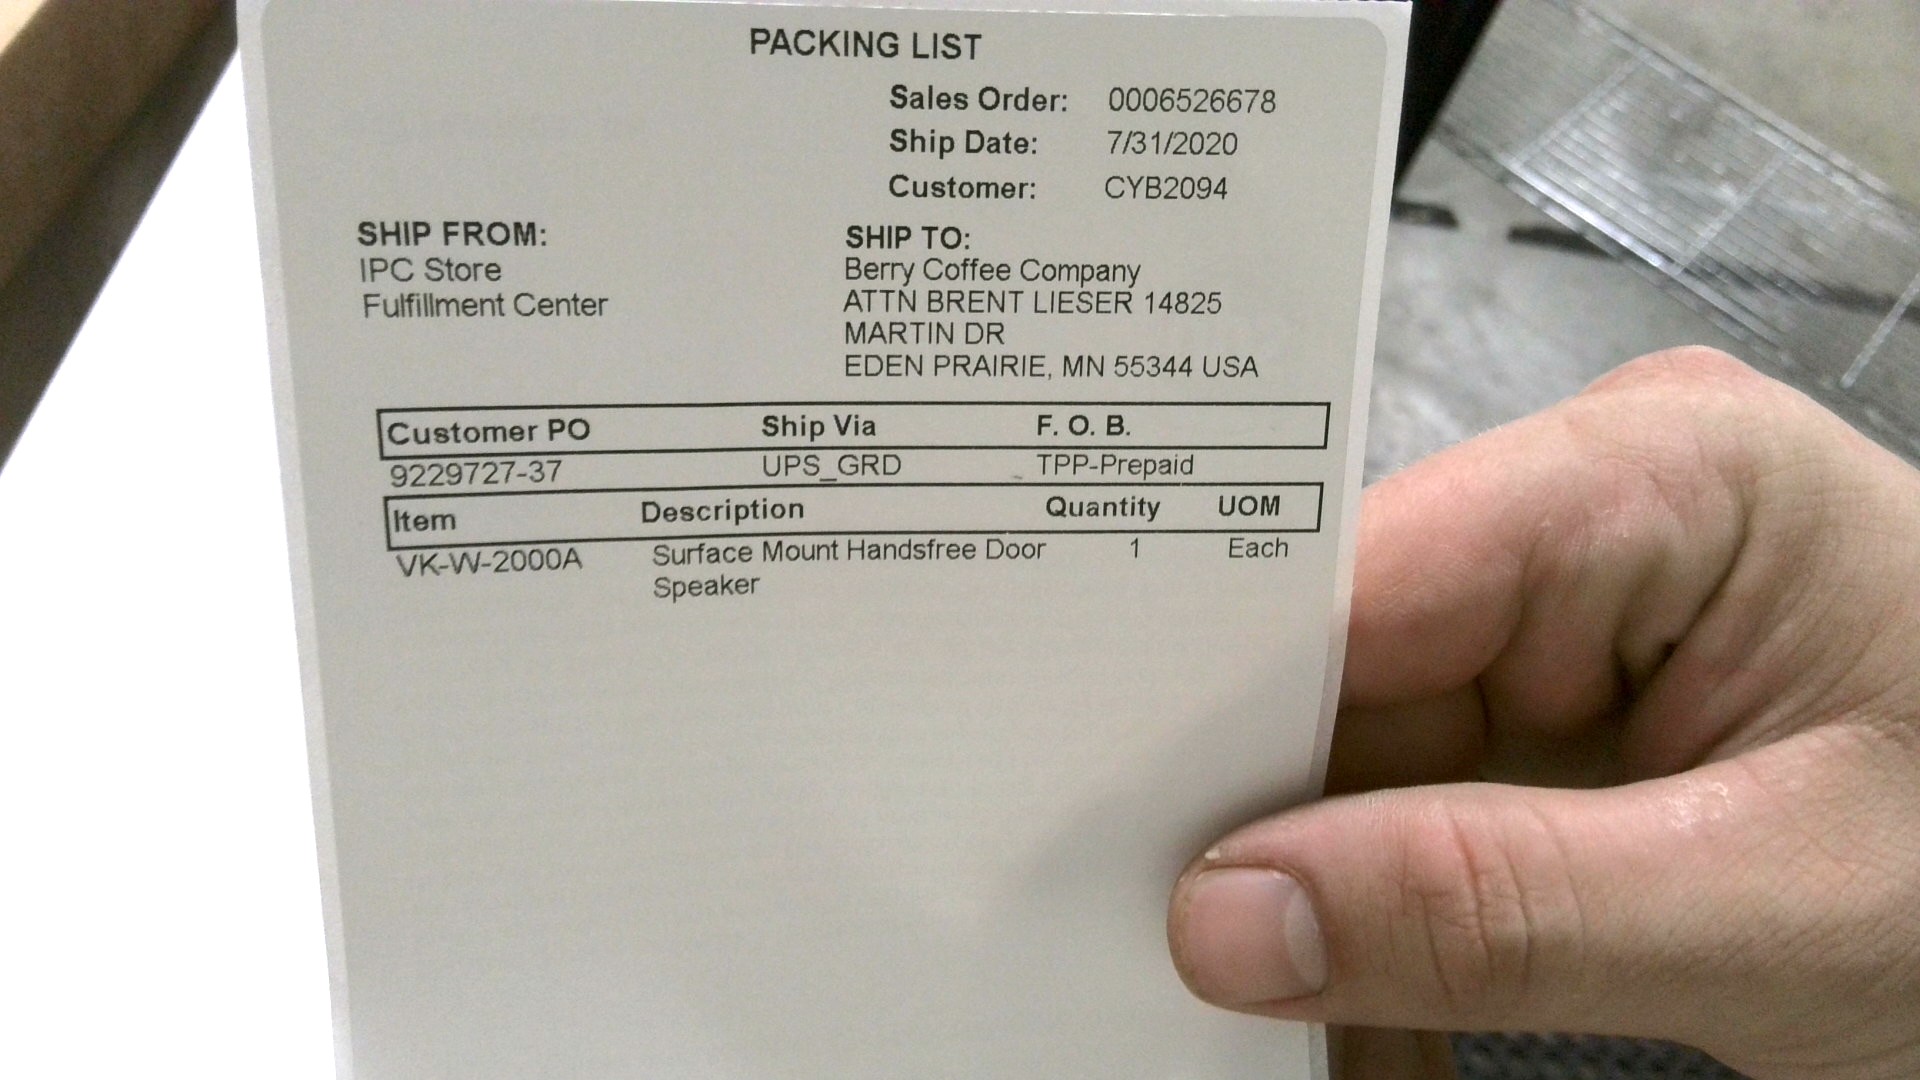 PACKING LIST
Sales Order: 0006526678
Ship Date: 7/31/2020
Customer: CYB2094
SHIP FROM:
IPC Store
Fulfillment Center
SHIP TO:
Berry Coffee Company
ATTN BRENT LIESER 14825
MARTIN DR
EDEN PRAIRIE, MN 55344 USA
Customer PO Ship Via F. O. B.
9229727-37 UPS_GRD TPP-Prepaid
Item Description Quantity UOM
VK-W-2000A Surface Mount Handsfree Door 1 Each
Speaker